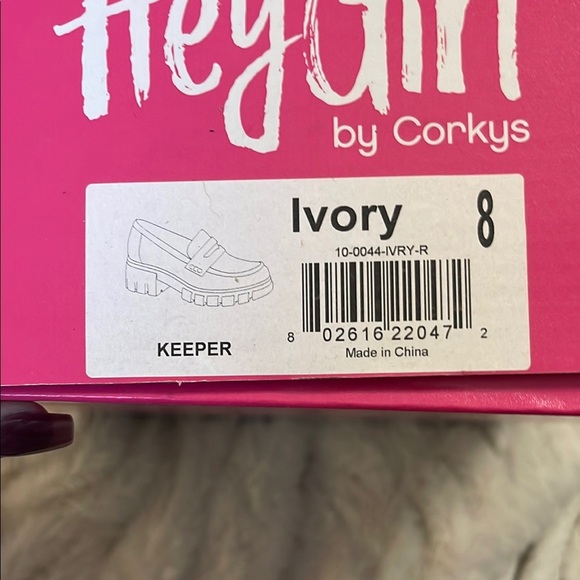 HeyGirl
by Corkys
Ivory 8
10-0044-IVRY-R
8 02616 22047 2
KEEPER
Made in China